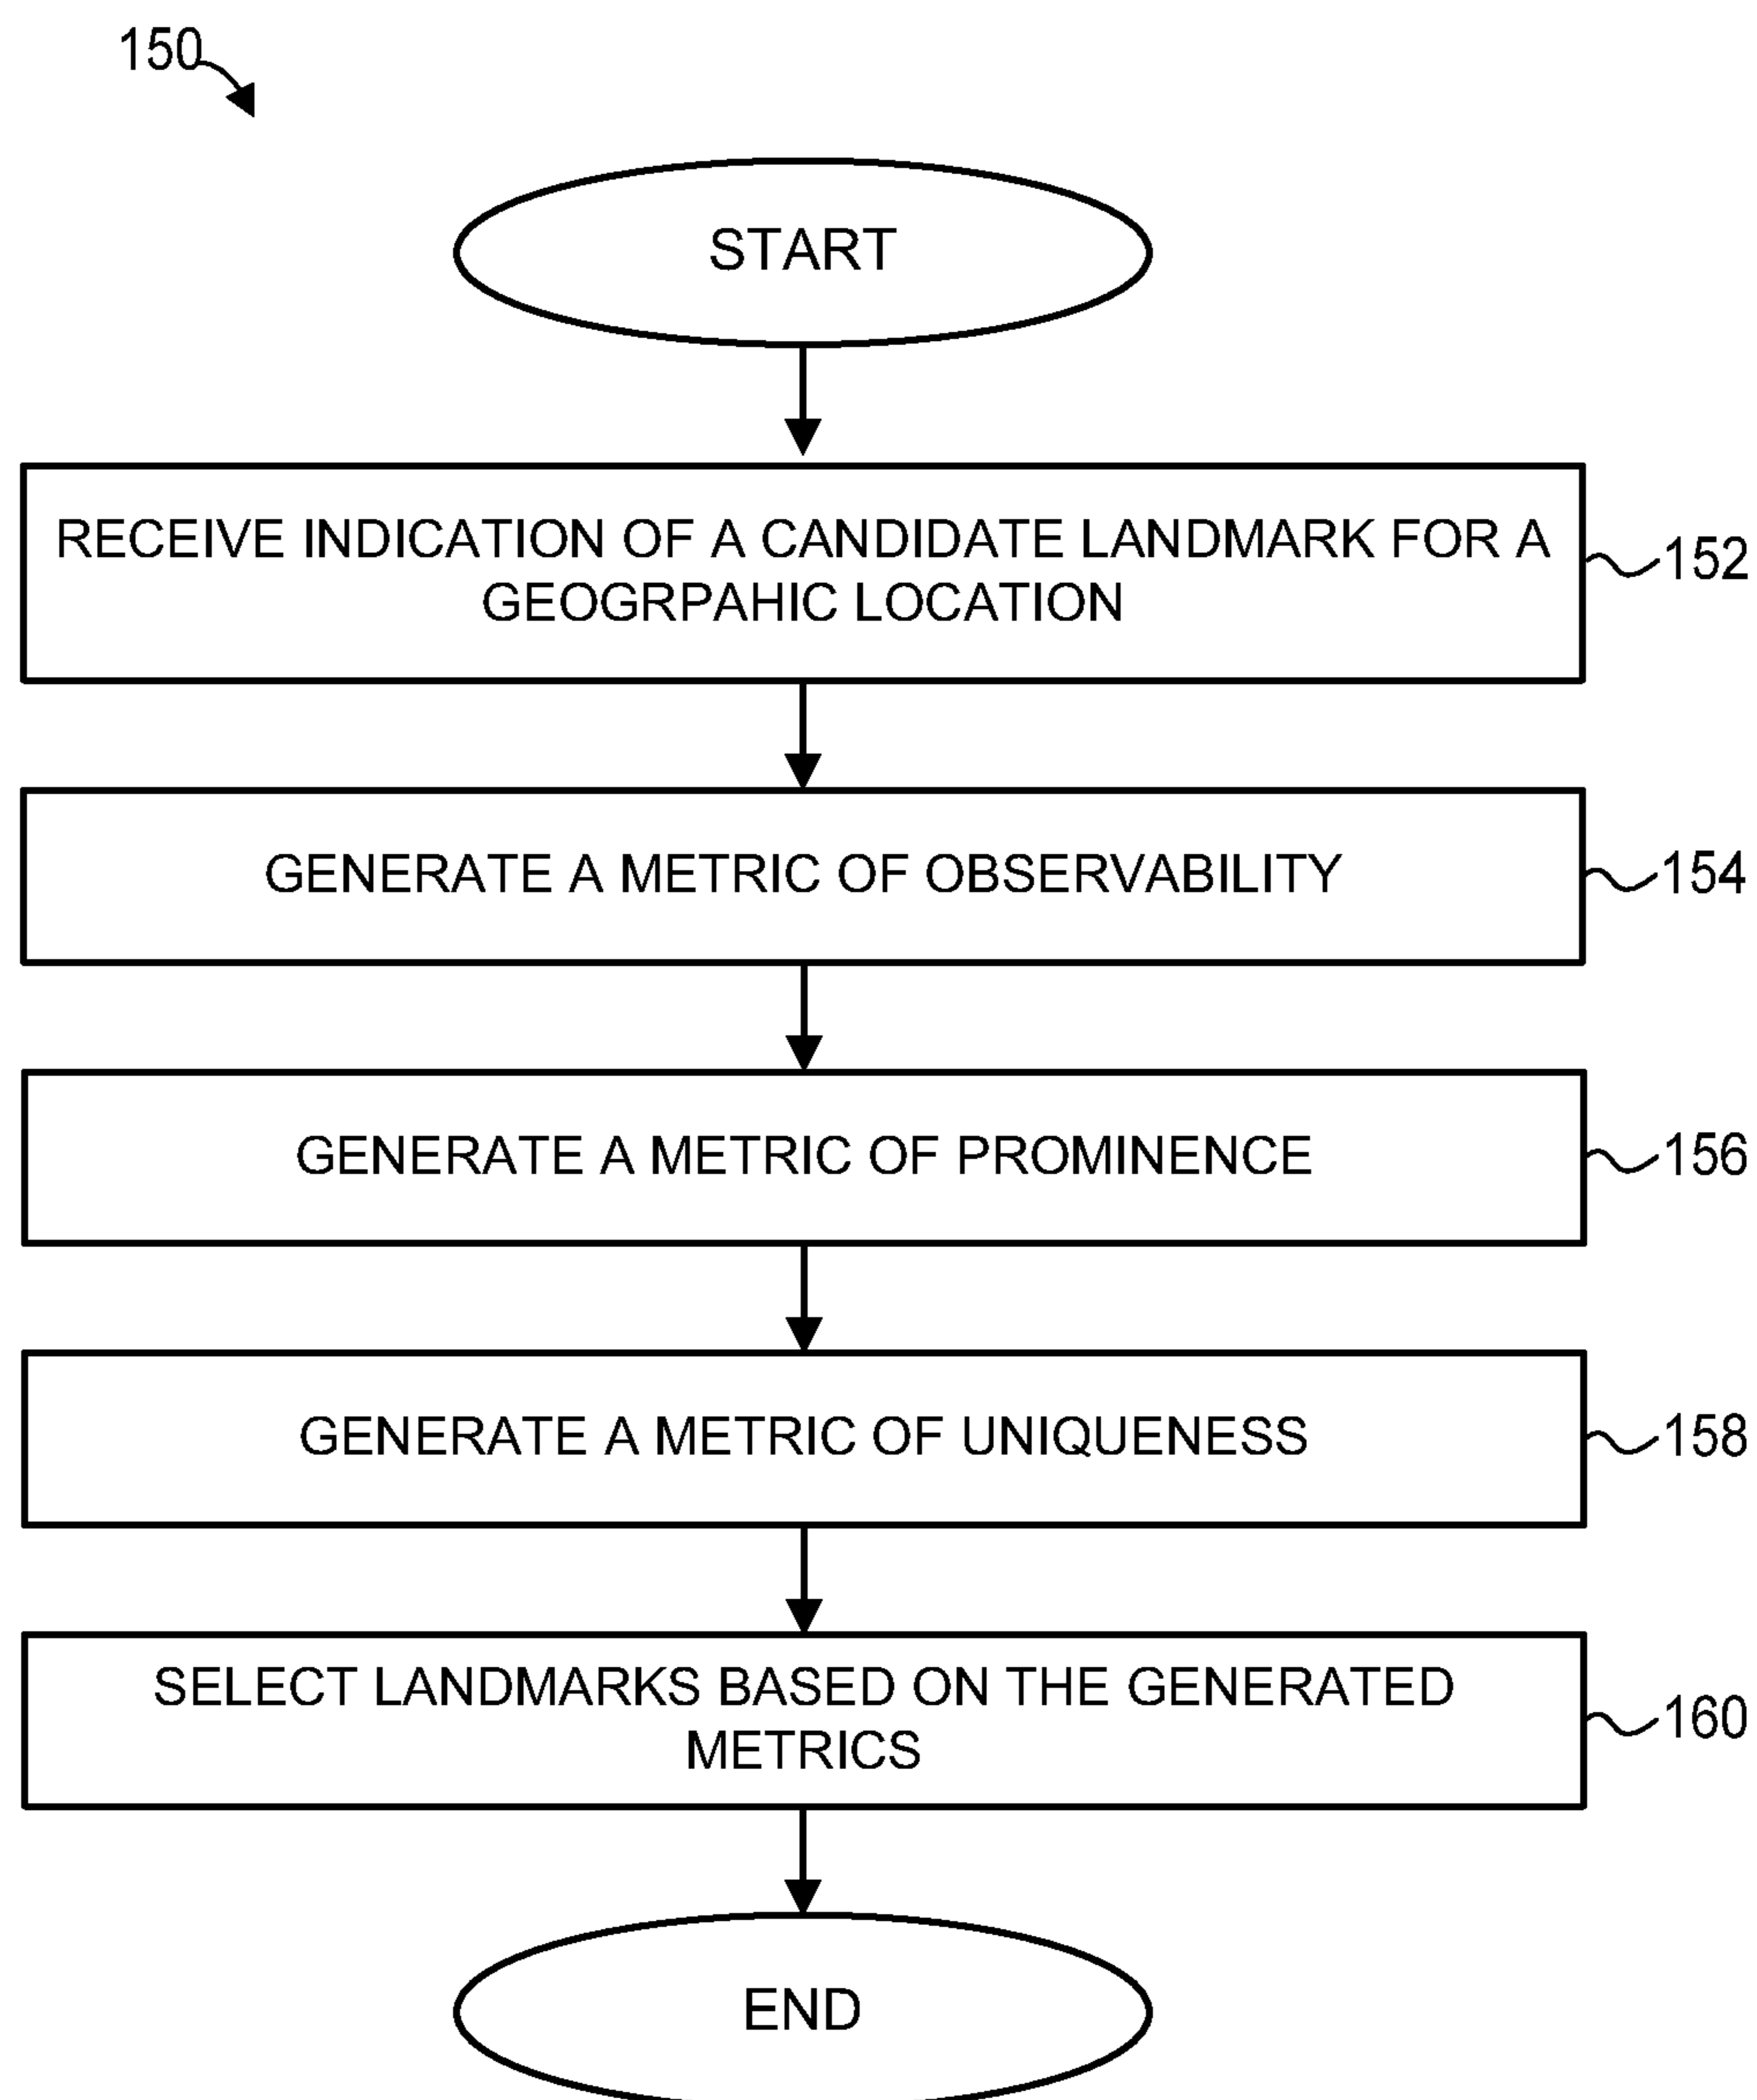 150
START
RECEIVE INDICATION OF A CANDIDATE LANDMARK FOR A
GEOGRPAHIC LOCATION
152
GENERATE A METRIC OF OBSERVABILITY
154
GENERATE A METRIC OF PROMINENCE
156
GENERATE A METRIC OF UNIQUENESS
158
SELECT LANDMARKS BASED ON THE GENERATED
METRICS
160
END